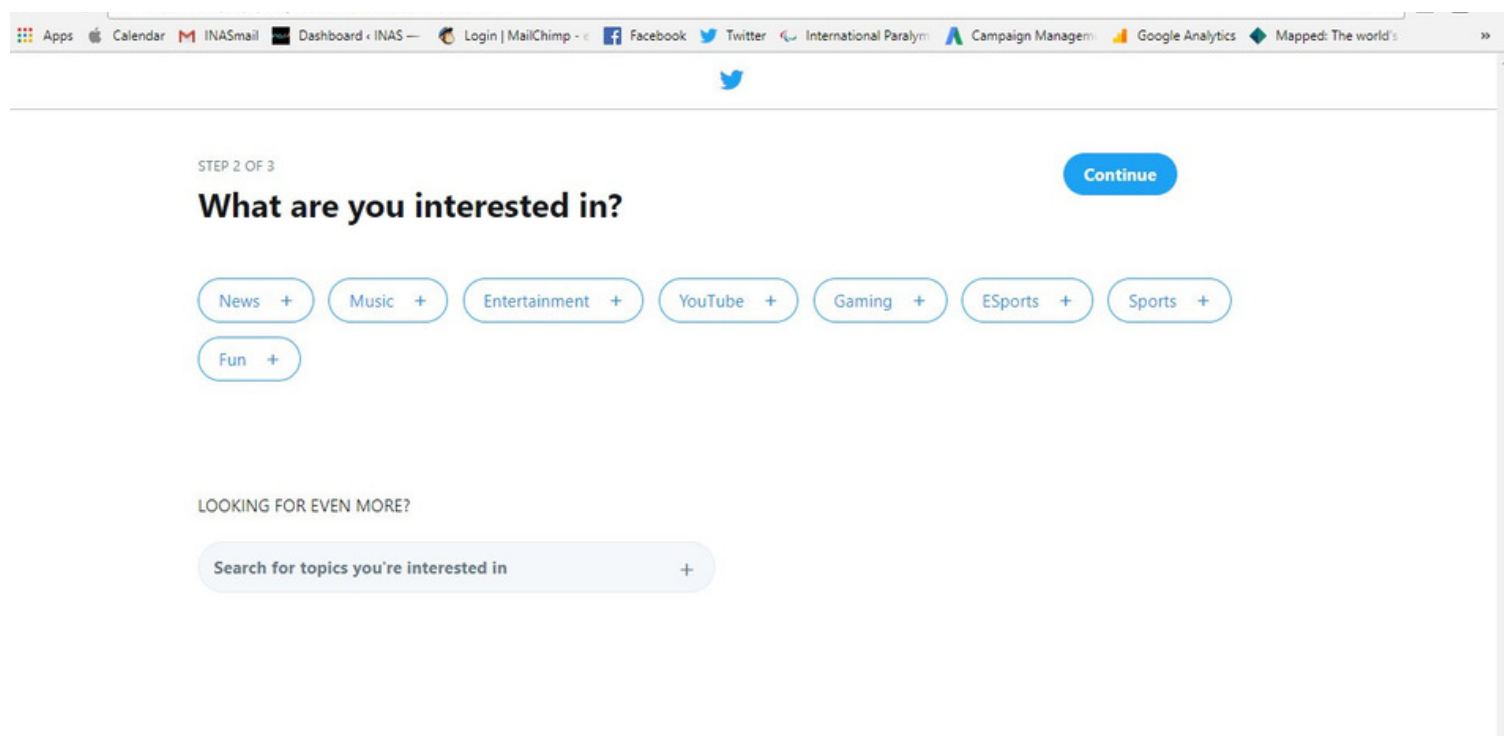 Apps Calendar INASmail Dashboard ‹ INAS — Login | MailChimp - e Facebook Twitter International Paralym Campaign Managem Google Analytics Mapped: The world's »
STEP 2 OF 3
Continue
What are you interested in?
News + Music + Entertainment + YouTube + Gaming + ESports + Sports +
Fun +
LOOKING FOR EVEN MORE?
Search for topics you're interested in +